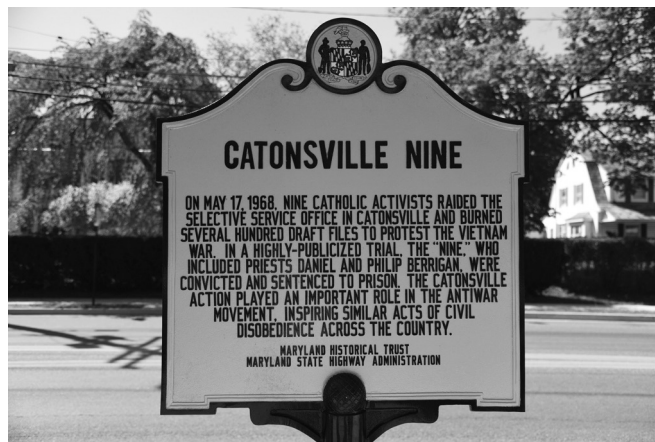 CATONSVILLE NINE
ON MAY 17, 1968, NINE CATHOLIC ACTIVISTS RAIDED THE
SELECTIVE SERVICE OFFICE IN CATONSVILLE AND BURNED
SEVERAL HUNDRED DRAFT FILES TO PROTEST THE VIETNAM
WAR. IN A HIGHLY-PUBLICIZED TRIAL, THE "NINE," WHO
INCLUDED PRIESTS DANIEL AND PHILIP BERRIGAN, WERE
CONVICTED AND SENTENCED TO PRISON. THE CATONSVILLE
ACTION PLAYED AN IMPORTANT ROLE IN THE ANTIWAR
MOVEMENT, INSPIRING SIMILAR ACTS OF CIVIL
DISOBEDIENCE ACROSS THE COUNTRY.
MARYLAND HISTORICAL TRUST
MARYLAND STATE HIGHWAY ADMINISTRATION